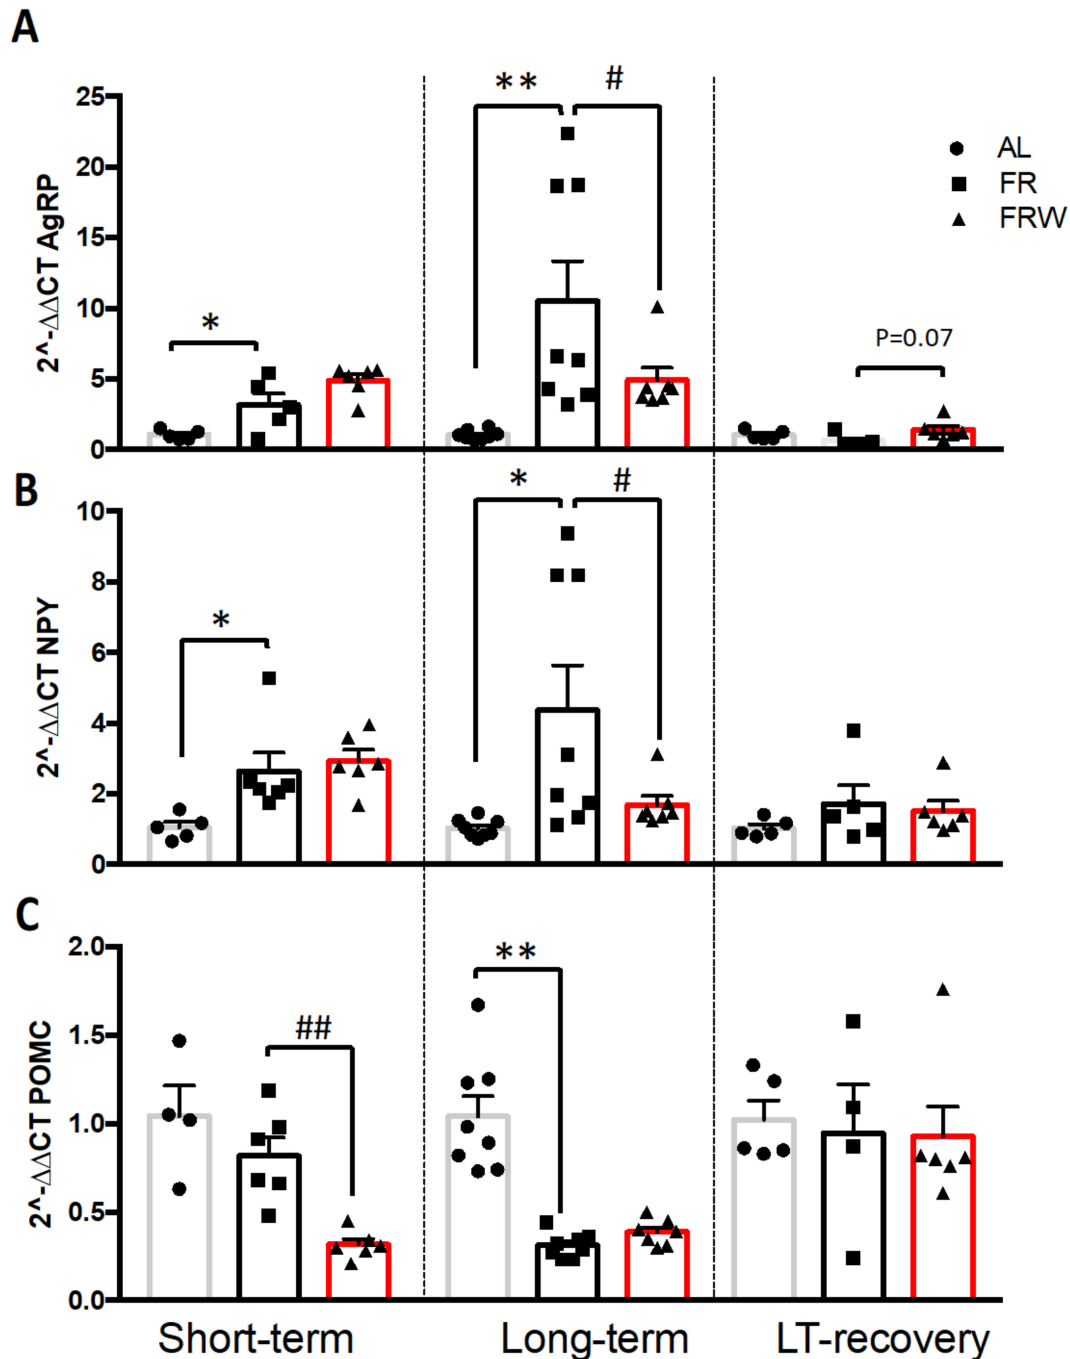 A
2^-ΔΔCT AgRP
25
20
15
10
5
0
*
**
#
P=0.07
AL
FR
FRW
B
2^-ΔΔCT NPY
10
8
6
4
2
0
*
*
#
C
2^-ΔΔCT POMC
2.0
1.5
1.0
0.5
0.0
##
**
Short-term
Long-term
LT-recovery